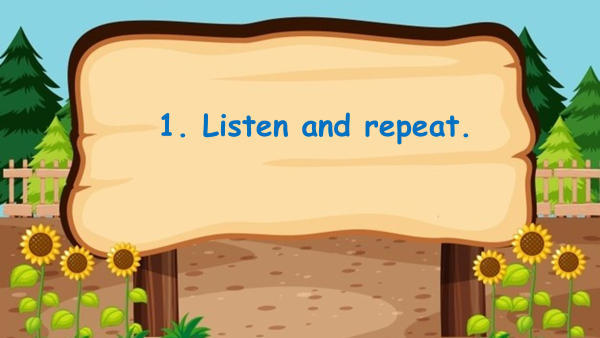 1. Listen and repeat.